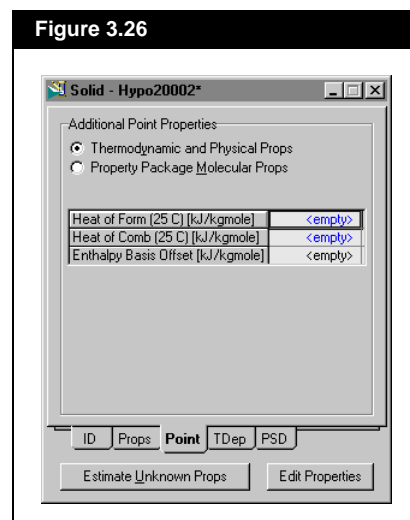 Figure 3.26
Solid - Hypo20002*
Additional Point Properties
Thermodynamic and Physical Props
Property Package Molecular Props
Heat of Form (25 C) [kJ/kgmole] <empty>
Heat of Comb (25 C) [kJ/kgmole] <empty>
Enthalpy Basis Offset [kJ/kgmole] <empty>
ID Props Point TDep PSD
Estimate Unknown Props Edit Properties